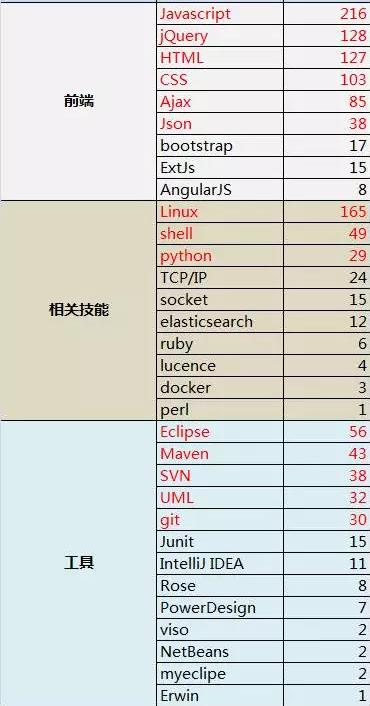 前端
Javascript 216
jQuery 128
HTML 127
CSS 103
Ajax 85
Json 38
bootstrap 17
ExtJs 15
AngularJS 8
相关技能
Linux 165
shell 49
python 29
TCP/IP 24
socket 15
elasticsearch 12
ruby 6
lucence 4
docker 3
perl 1
工具
Eclipse 56
Maven 43
SVN 38
UML 32
git 30
Junit 15
IntelliJ IDEA 11
Rose 8
PowerDesign 7
viso 2
NetBeans 2
myeclipe 2
Erwin 1